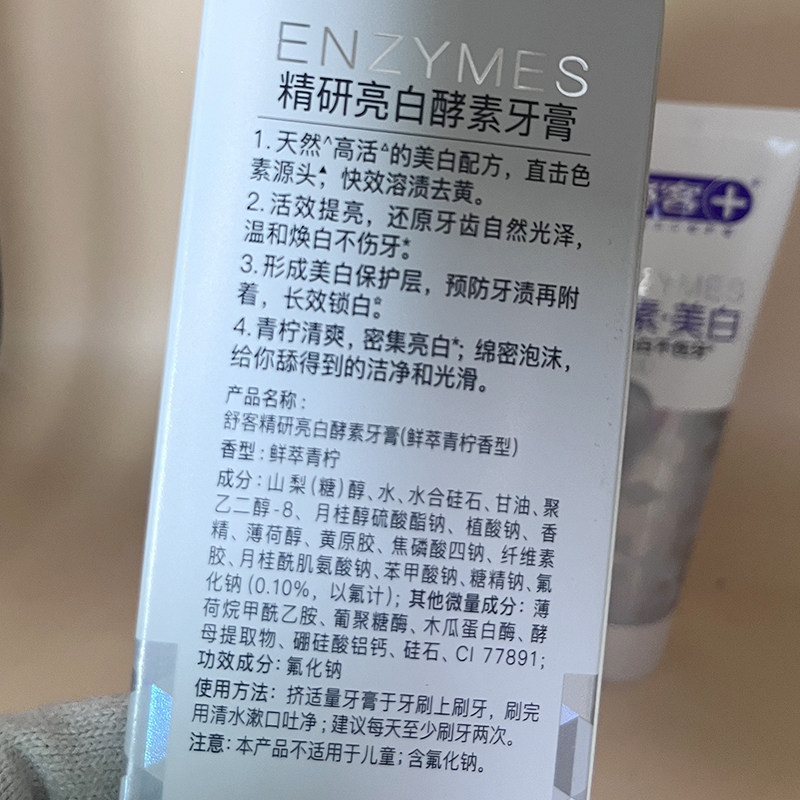 ENZYMES
精研亮白酵素牙膏
1.天然^高活△的美白配方，直击色
素源头▲，快效溶渍去黄。
2.活效提亮，还原牙齿自然光泽，
温和焕白不伤牙*。
3.形成美白保护层，预防牙渍再附
着，长效锁白。
4.青柠清爽，密集亮白*；绵密泡沫，
给你舔得到的洁净和光滑。
产品名称：
舒客精研亮白酵素牙膏(鲜萃青柠香型)
香型：鲜萃青柠
成分：山梨(糖)醇、水、水合硅石、甘油、聚
乙二醇-8、月桂醇硫酸酯钠、植酸钠、香
精、薄荷醇、黄原胶、焦磷酸四钠、纤维素
胶、月桂酰肌氨酸钠、苯甲酸钠、糖精钠、氟
化钠(0.10%，以氟计)；其他微量成分：薄
荷烷甲酰乙胺、葡聚糖酶、木瓜蛋白酶、酵
母提取物、硼硅酸铝钙、硅石、CI 77891；
功效成分：氟化钠
使用方法：挤适量牙膏于牙刷上刷牙，刷完
用清水漱口吐净；建议每天至少刷牙两次。
注意：本产品不适用于儿童；含氟化钠。
客+
ZYMES
素·美白
白不伤牙